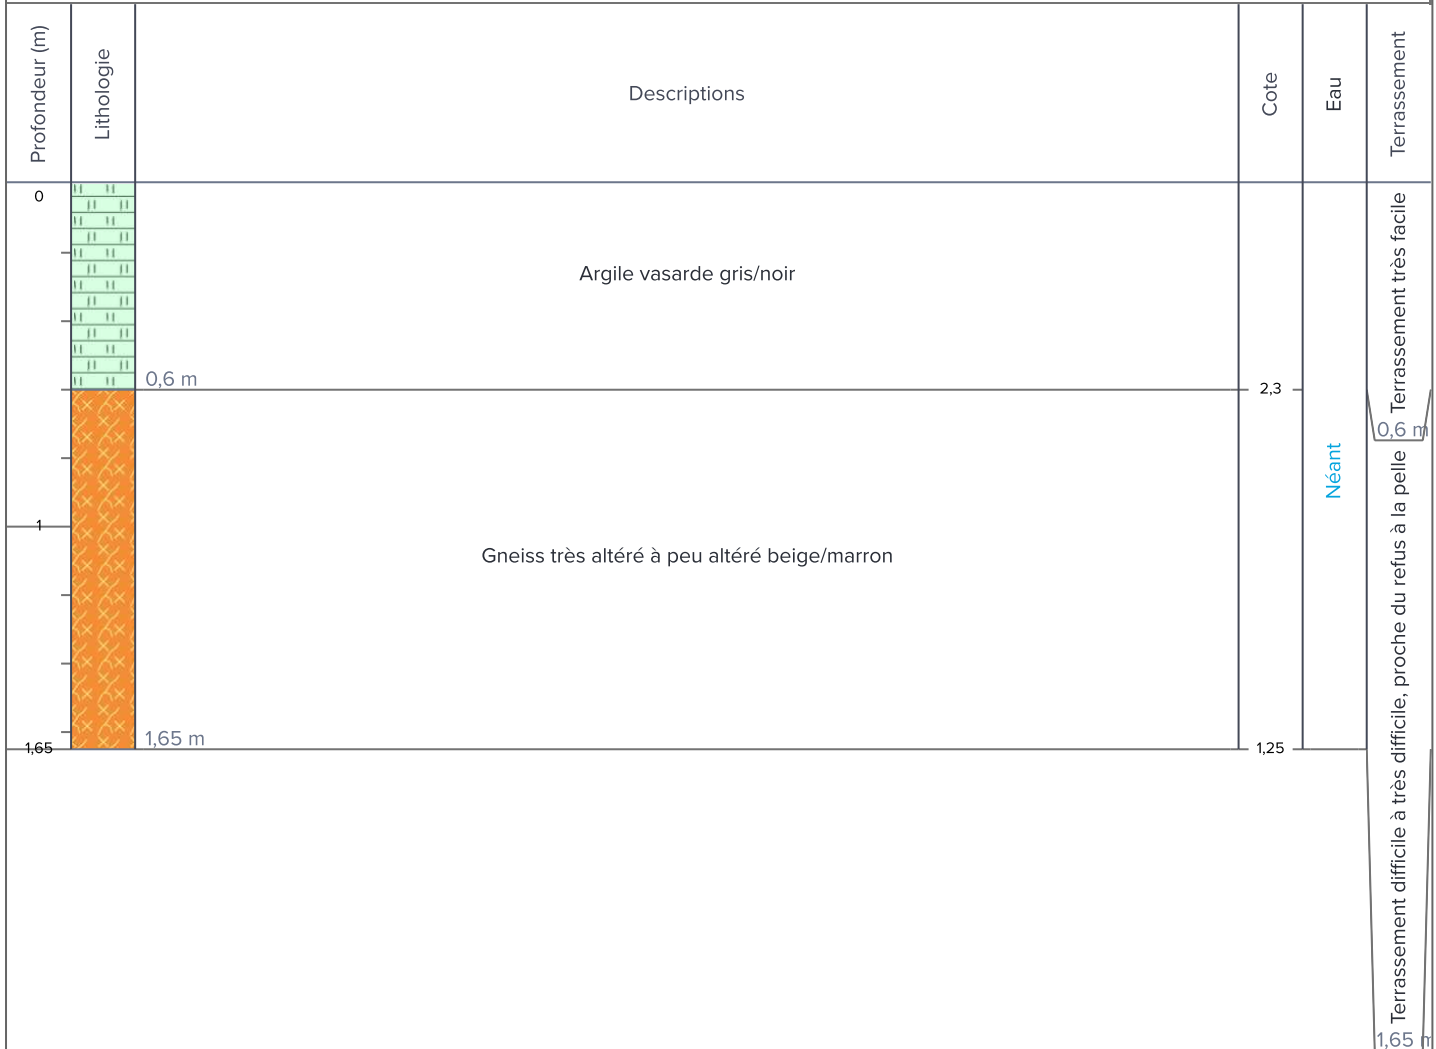 Profondeur (m)
Lithologie
Descriptions
Cote
Eau
Terrassement
0
Argile vasarde gris/noir
Terrassement très facile
0,6 m
2,3
0,6 m
Néant
1
Gneiss très altéré à peu altéré beige/marron
Terrassement difficile à très difficile, proche du refus à la pelle
1,65
1,65 m
1,25
1,65 m